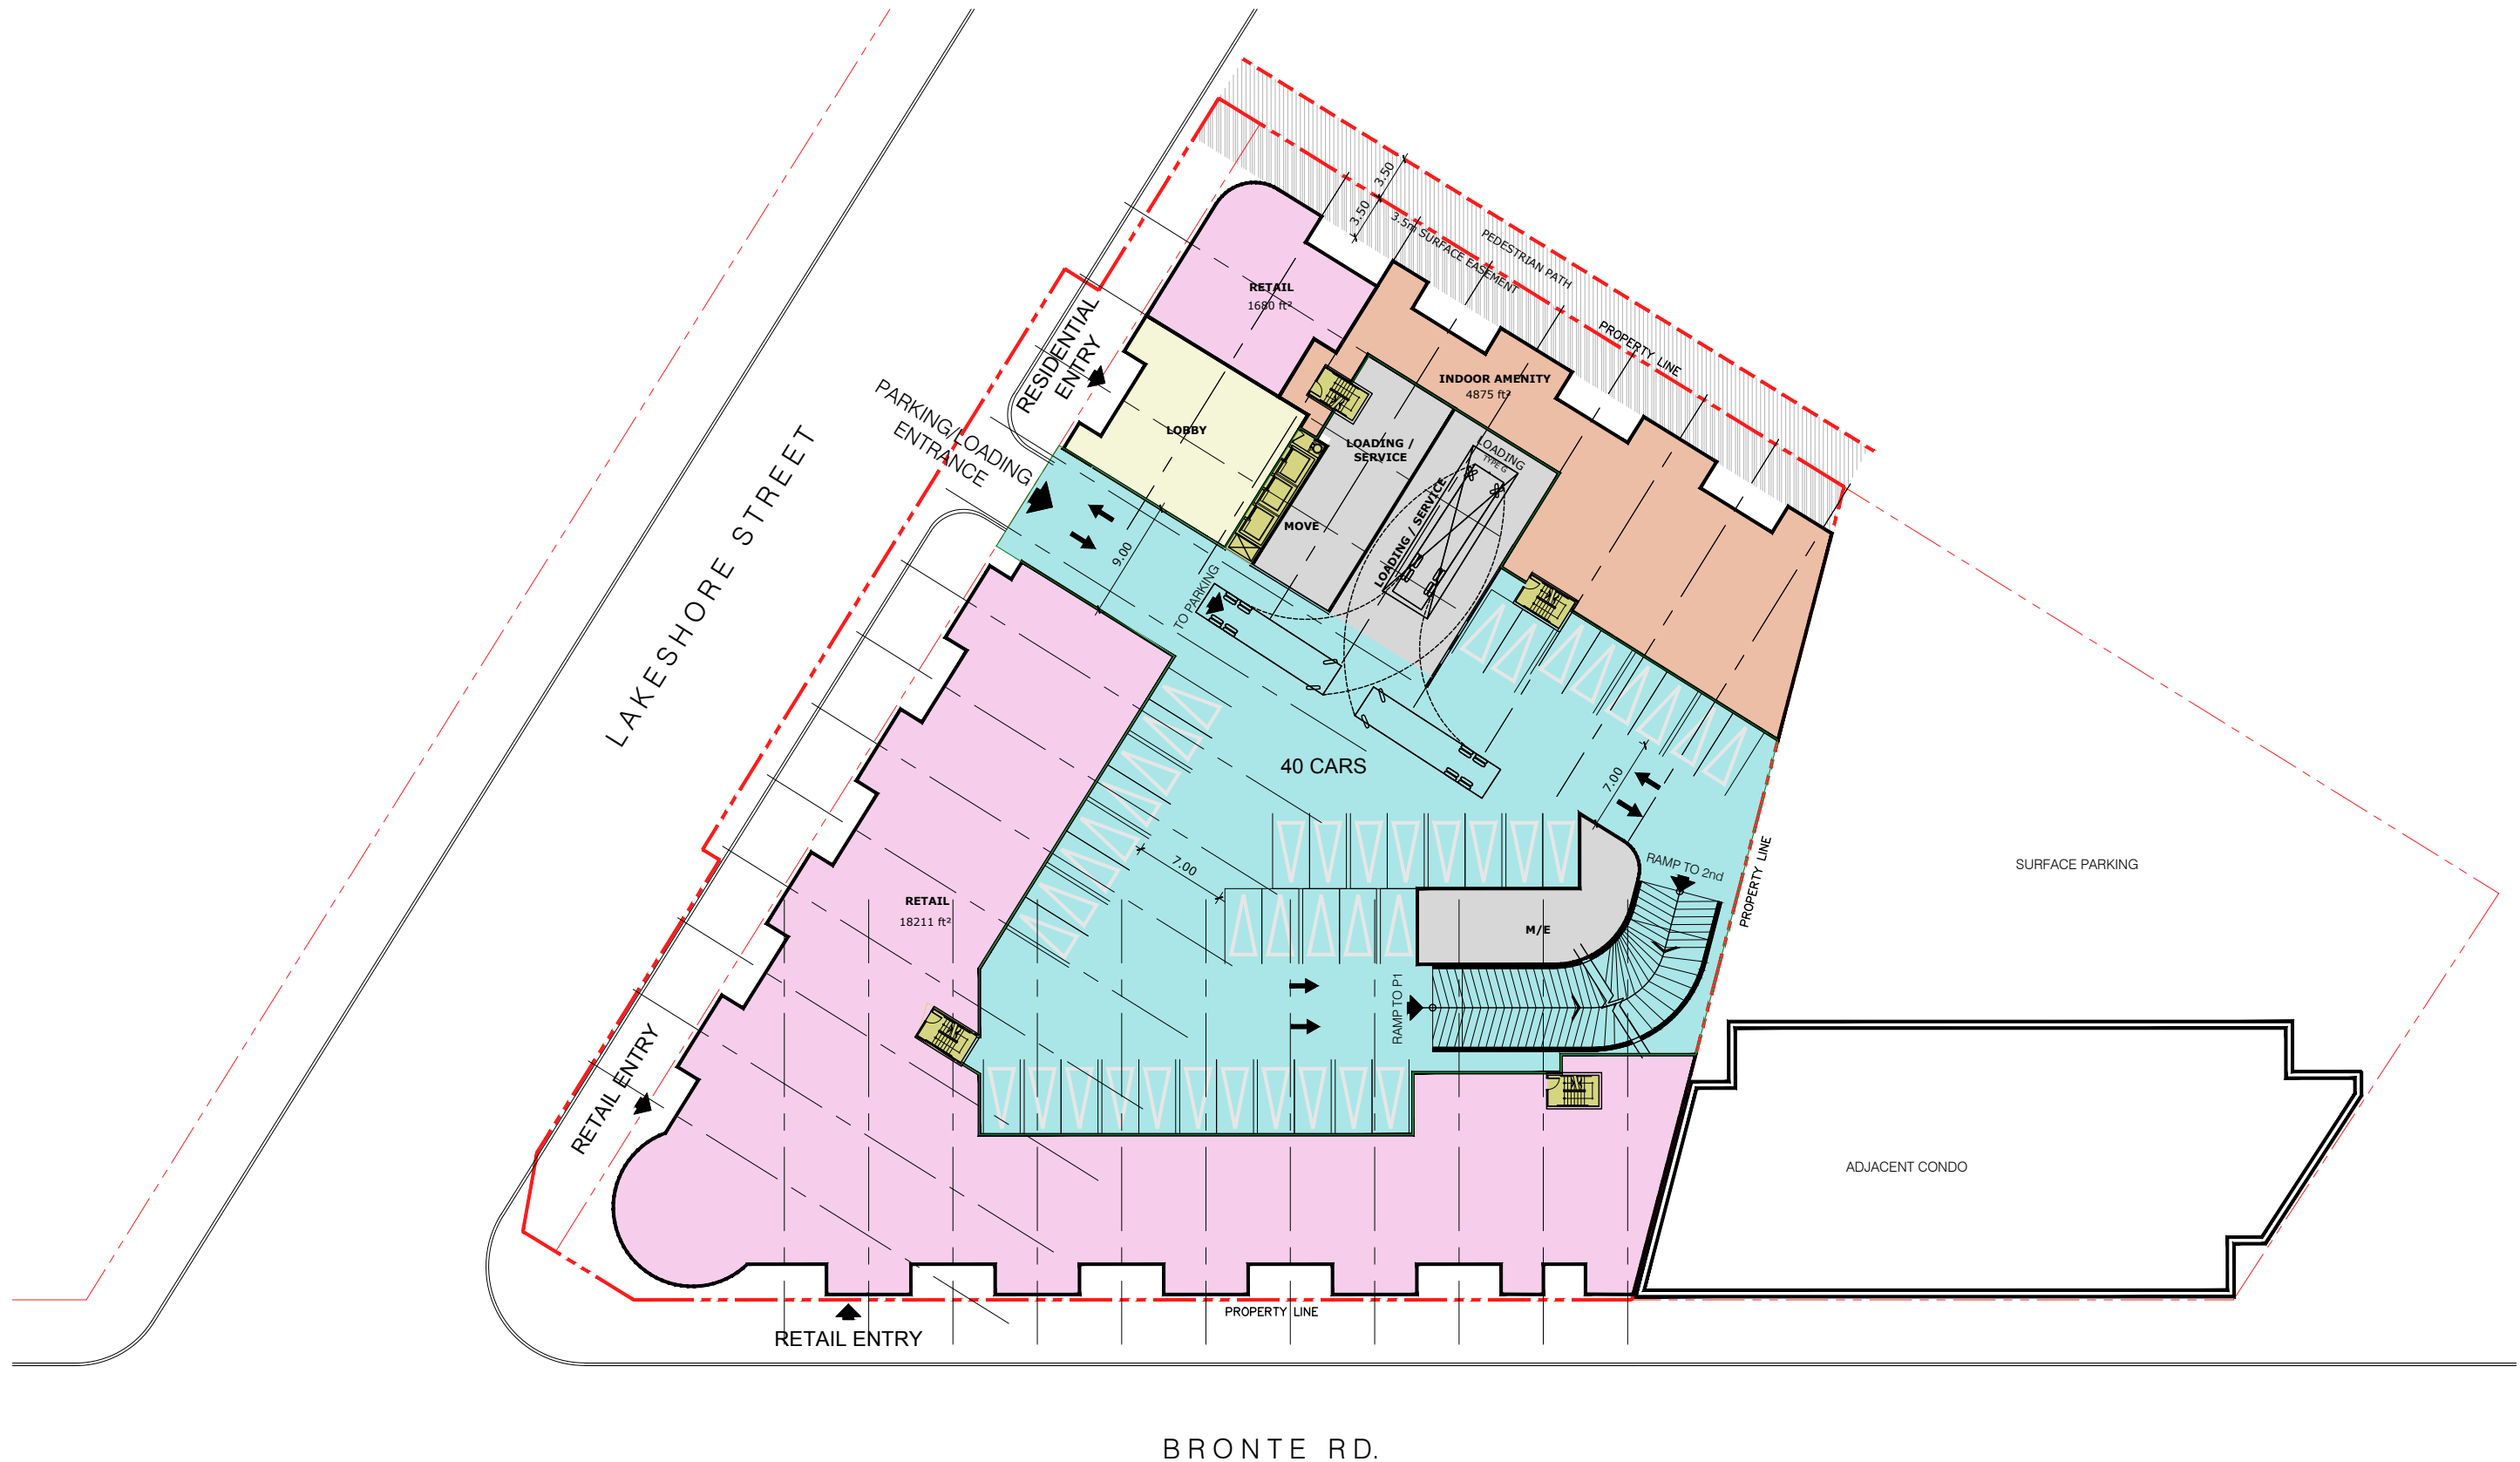 3.50
3.50
3.5m SURFACE EASEMENT
PEDESTRIAN PATH
PROPERTY LINE
RETAIL
1680 ft²
RESIDENTIAL
ENTRY
INDOOR AMENITY
4875 ft²
PARKING/LOADING
ENTRANCE
LOBBY
LOADING /
SERVICE
LOADING
TYPE G
LOADING / SERVICE
MOVE
9.00
TO PARKING
LAKESHORE STREET
40 CARS
7.00
7.00
RAMP TO 2nd
PROPERTY LINE
SURFACE PARKING
RETAIL
18211 ft²
M/E
RAMP TO P1
RETAIL ENTRY
ADJACENT CONDO
PROPERTY LINE
RETAIL ENTRY
BRONTE RD.